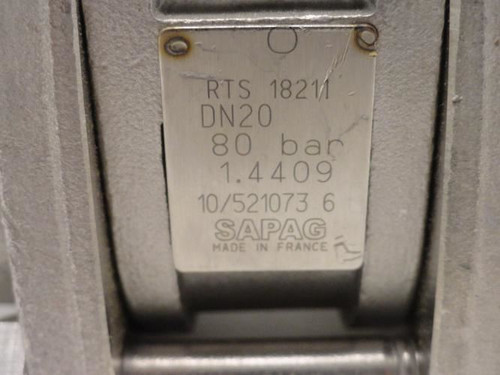 RTS 18211
DN20
80 bar
1.4409
10/521073 6
SAPAG
MADE IN FRANCE